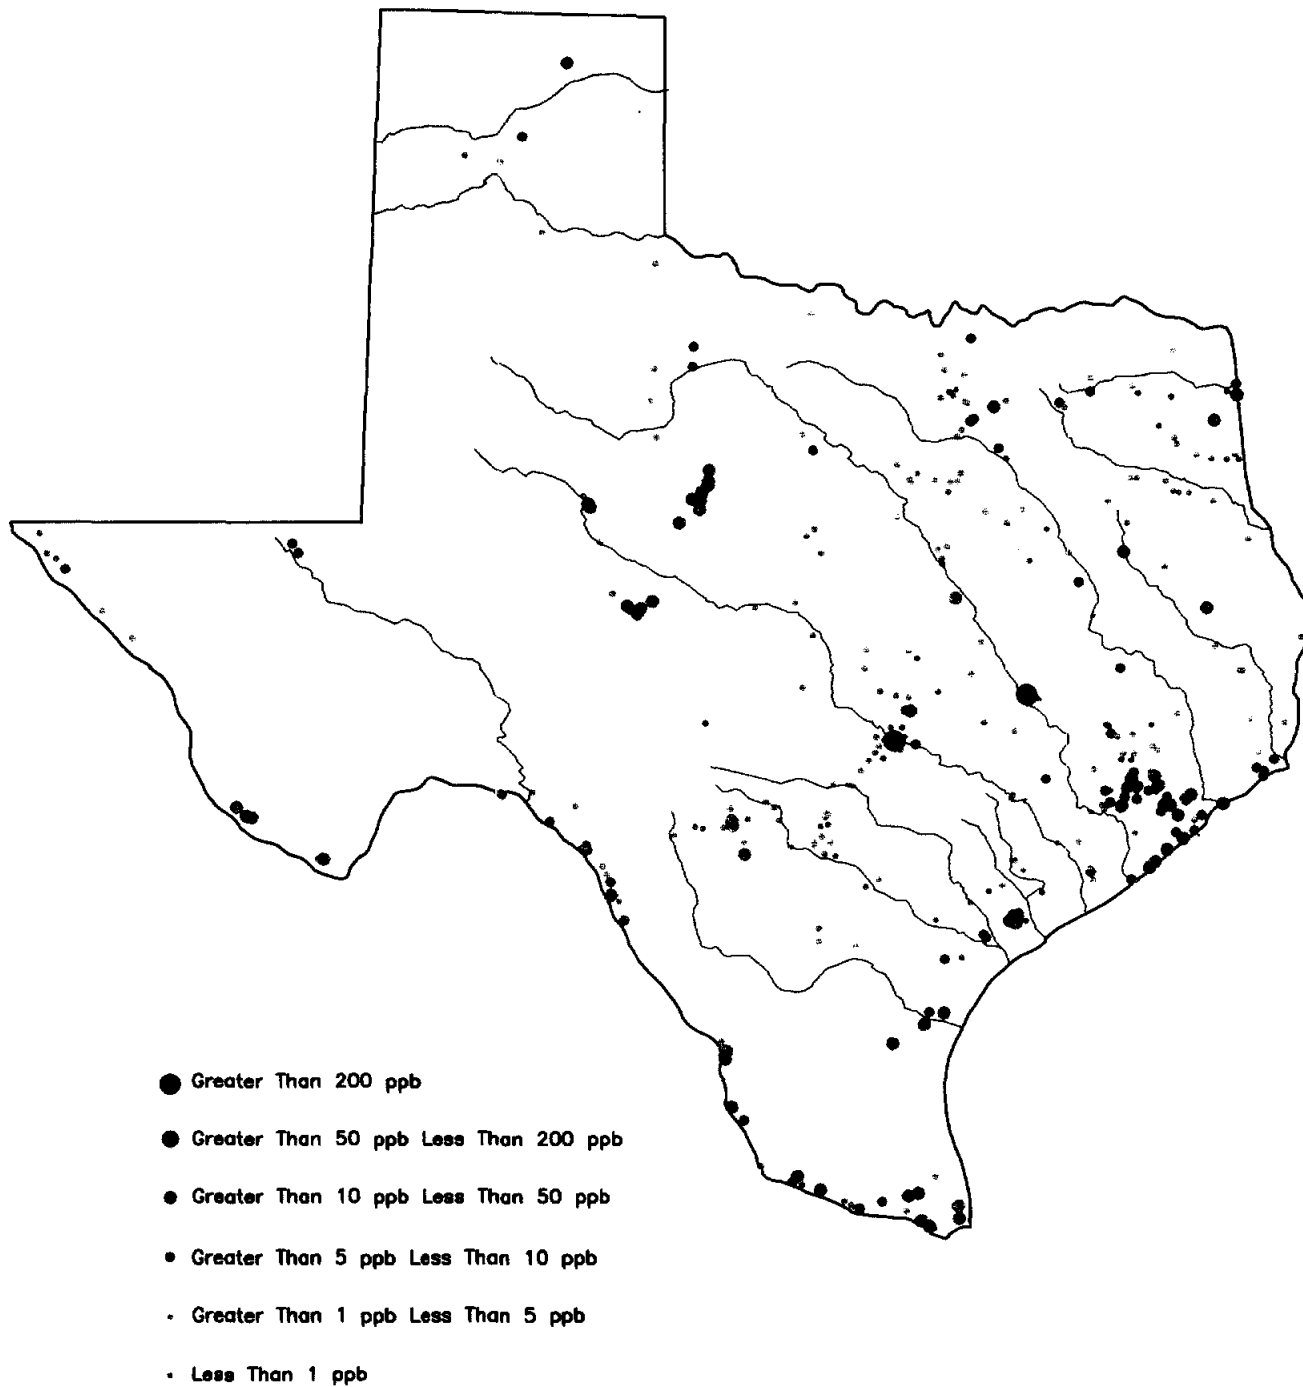 Greater Than 200 ppb
Greater Than 50 ppb Less Than 200 ppb
Greater Than 10 ppb Less Than 50 ppb
Greater Than 5 ppb Less Than 10 ppb
Greater Than 1 ppb Less Than 5 ppb
Less Than 1 ppb